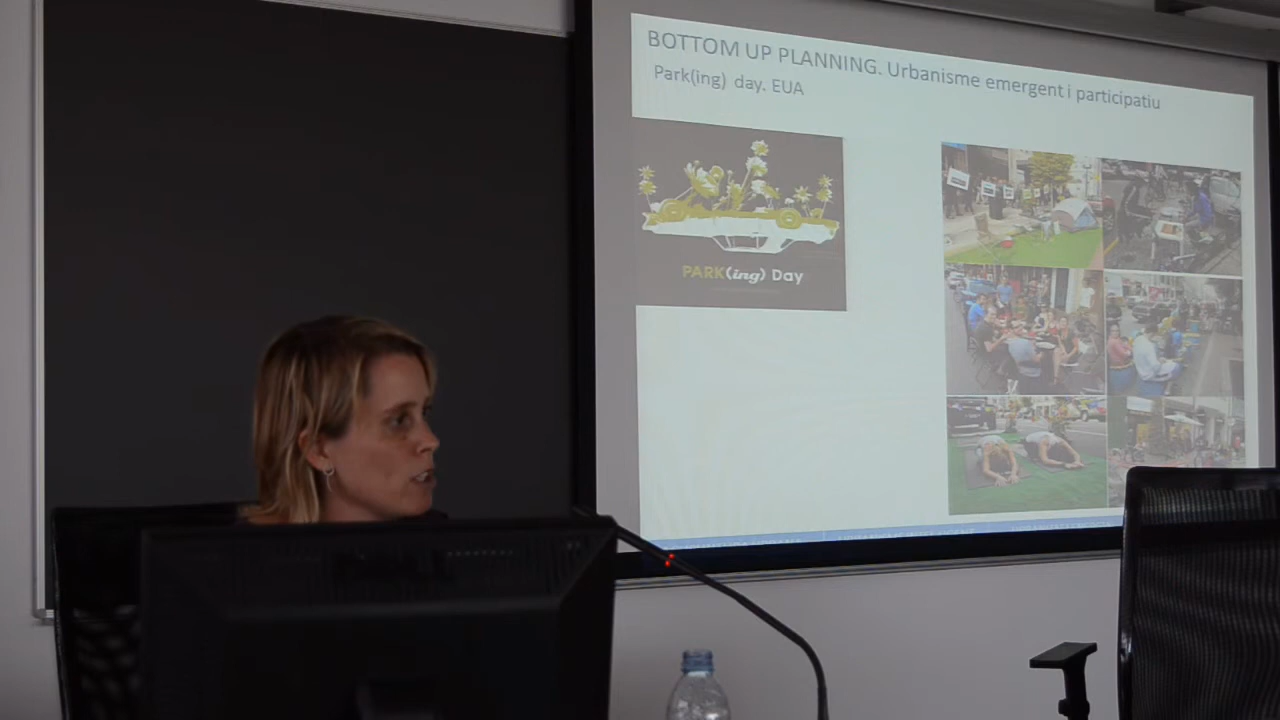 BOTTOM UP PLANNING. Urbanisme emergent i participatiu
Park(ing) day. EUA
PARK(ing) Day